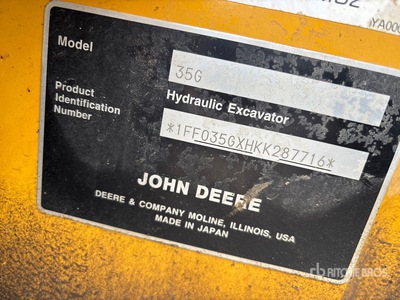 Model
35G
Hydraulic Excavator
Product
Identification
Number
*1FF035GXHKK287716*
JOHN DEERE
DEERE & COMPANY MOLINE, ILLINOIS, USA
MADE IN JAPAN
RITCHIE BROS